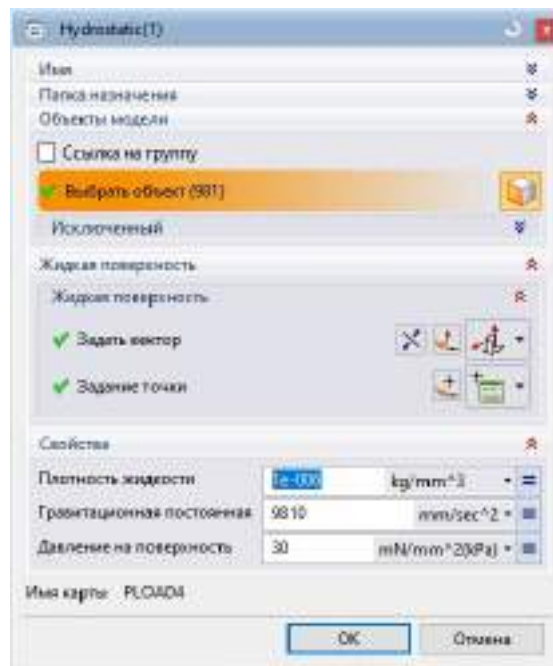 Hydrostatic(1)
Имя
Папка назначения
Объекты модели
Ссылка на группу
Выбрать объект (981)
Исключенный
Жидкая поверхность
Жидкая поверхность
Задать вектор
Задание точки
Свойства
Плотность жидкости 1e-006 kg/mm^3
Гравитационная постоянная 9810 mm/sec^2
Давление на поверхность 30 mN/mm^2(kPa)
Имя карты PLOAD4
OK Отмена